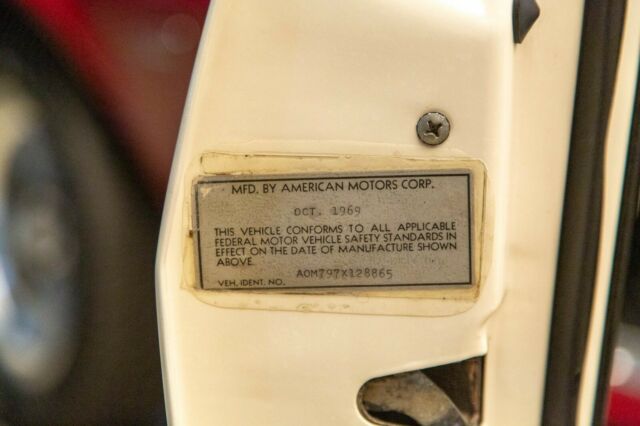 MFD. BY AMERICAN MOTORS CORP.
OCT. 1969
THIS VEHICLE CONFORMS TO ALL APPLICABLE
FEDERAL MOTOR VEHICLE SAFETY STANDARDS IN
EFFECT ON THE DATE OF MANUFACTURE SHOWN
ABOVE.
A0M797X128865
VEH. IDENT. NO.